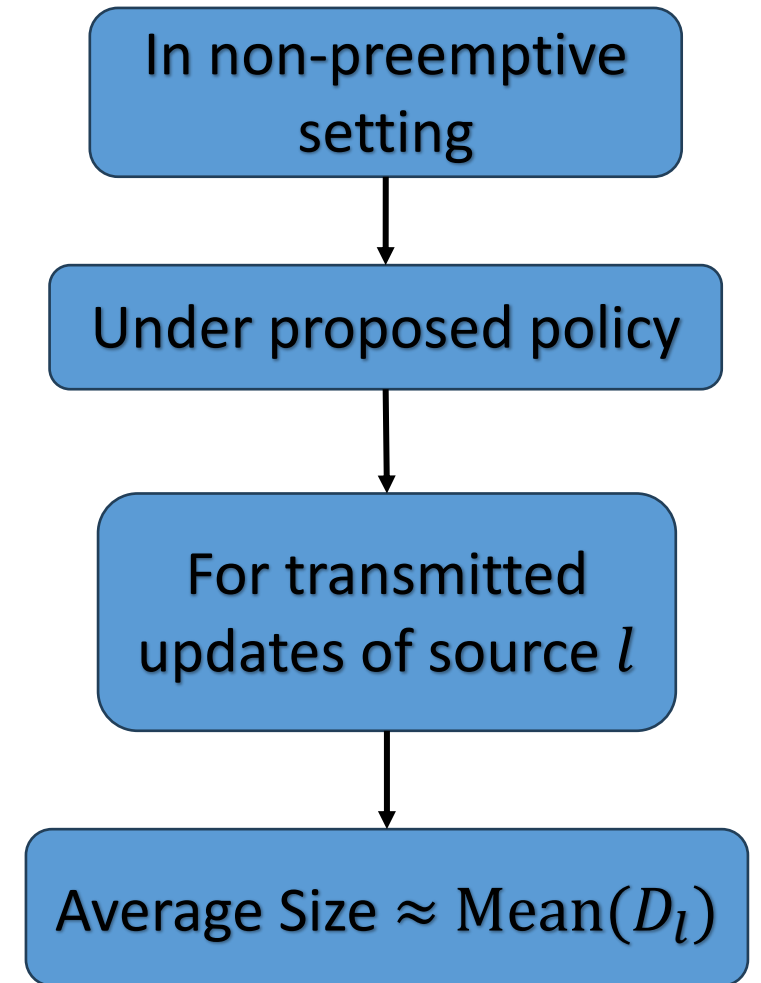 In non-preemptive
setting
Under proposed policy
For transmitted
updates of source 𝑙
Average Size ≈ Mean(𝐷𝑙)